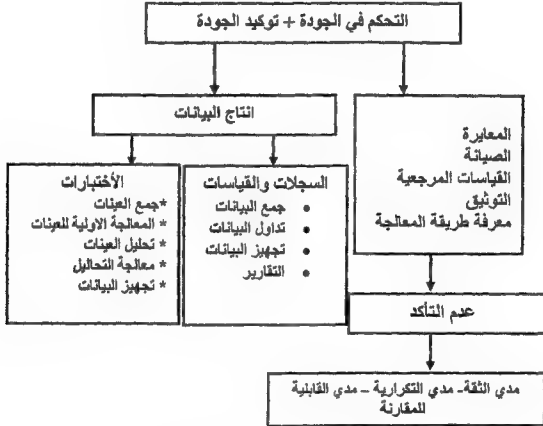 التحكم في الجودة + توكيد الجودة
انتاج البيانات
المعايرة
الصيانة
القياسات المرجعية
التوثيق
معرفة طريقة المعالجة
السجلات والقياسات
• جمع البيانات
• تداول البيانات
• تجهيز البيانات
• التقارير
الأختبارات
*جمع العينات
*المعالجة الاولية للعينات
* تحليل العينات
* معالجة التحاليل
* تجهيز البيانات
عدم التأكد
مدي الثقة- مدي التكرارية – مدي القابلية
للمقارنة